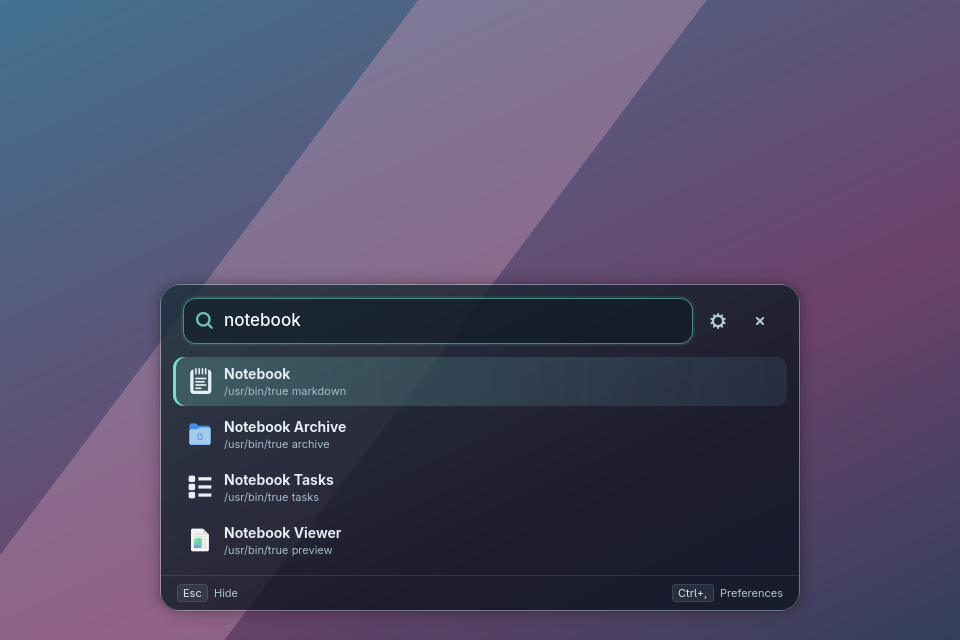 notebook
Notebook
/usr/bin/true markdown
Notebook Archive
/usr/bin/true archive
Notebook Tasks
/usr/bin/true tasks
Notebook Viewer
/usr/bin/true preview
Esc Hide Ctrl+, Preferences